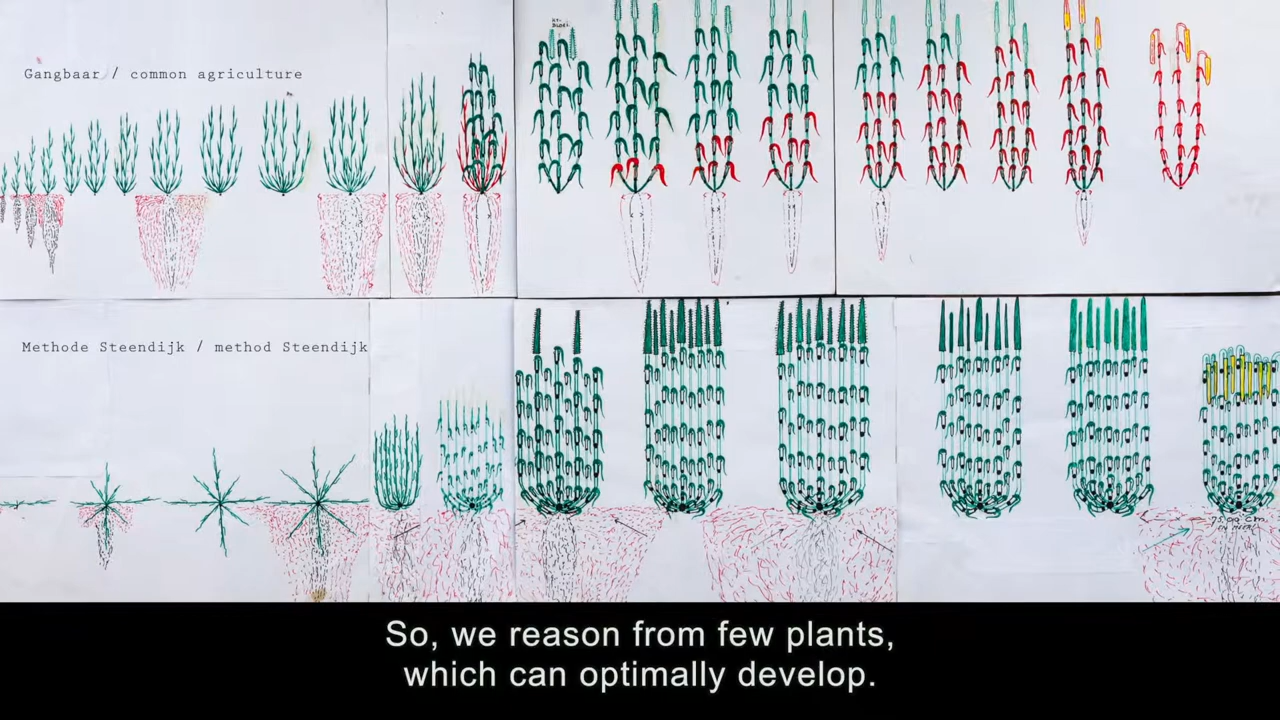 Gangbaar / common agriculture
Methode Steendijk / method Steendijk
So, we reason from few plants,
which can optimally develop.